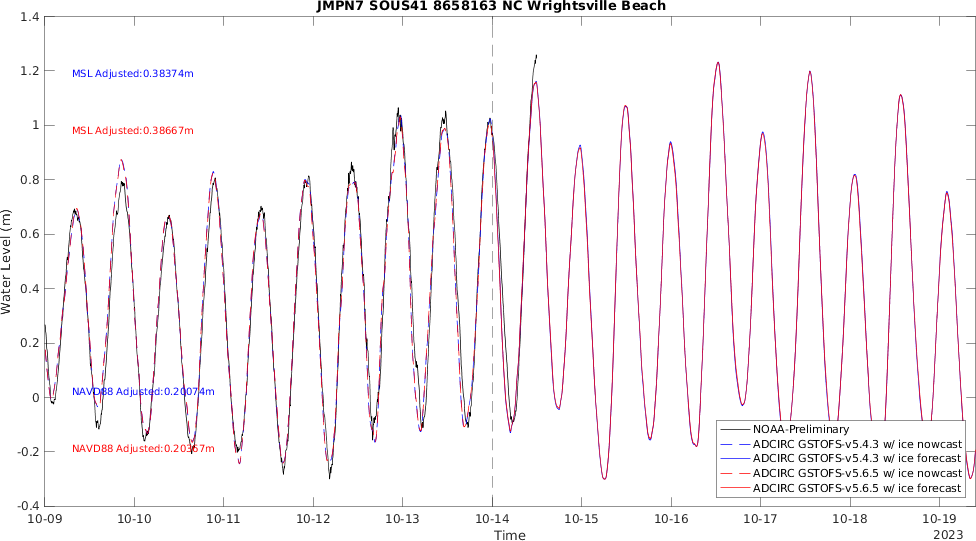 JMPN7 SOUS41 8658163 NC Wrightsville Beach
1.4
1.2
1
0.8
0.6
0.4
0.2
0
-0.2
-0.4
Water Level (m)
MSL Adjusted:0.38374m
MSL Adjusted:0.38667m
NAVD88 Adjusted:0.20074m
NAVD88 Adjusted:0.20367m
NOAA-Preliminary
ADCIRC GSTOFS-v5.4.3 w/ ice nowcast
ADCIRC GSTOFS-v5.4.3 w/ ice forecast
ADCIRC GSTOFS-v5.6.5 w/ ice nowcast
ADCIRC GSTOFS-v5.6.5 w/ ice forecast
10-09 10-10 10-11 10-12 10-13 10-14 10-15 10-16 10-17 10-18 10-19
Time
2023